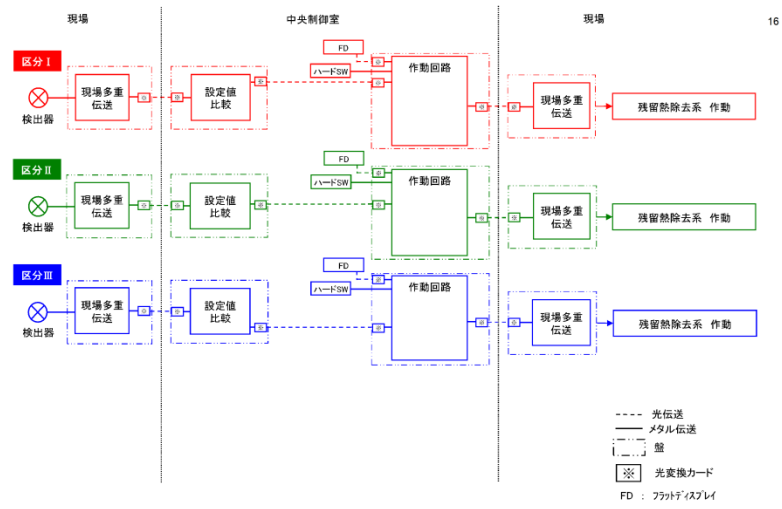 現場
中央制御室
現場
16
区分Ⅰ
FD
ハードSW
※
※
作動回路
検出器
現場多重
伝送
※
※
設定値
比較
※
※
※
現場多重
伝送
残留熱除去系 作動
区分Ⅱ
FD
ハードSW
※
作動回路
検出器
現場多重
伝送
※
※
設定値
比較
※
※
※
※
現場多重
伝送
残留熱除去系 作動
区分Ⅲ
FD
ハードSW
※
作動回路
検出器
現場多重
伝送
※
※
設定値
比較
※
※
※
※
現場多重
伝送
残留熱除去系 作動
光伝送
メタル伝送
盤
※ 光変換カード
FD : フラットディスプレイ